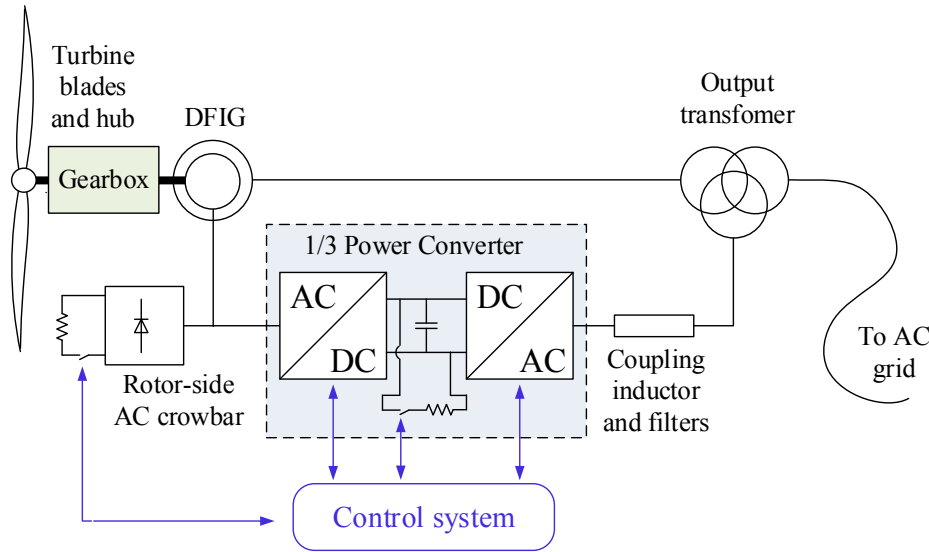 Turbine
blades
and hub
DFIG
Output
transfomer
Gearbox
1/3 Power Converter
AC
DC
DC
AC
Rotor-side
AC crowbar
Coupling
inductor
and filters
To AC
grid
Control system